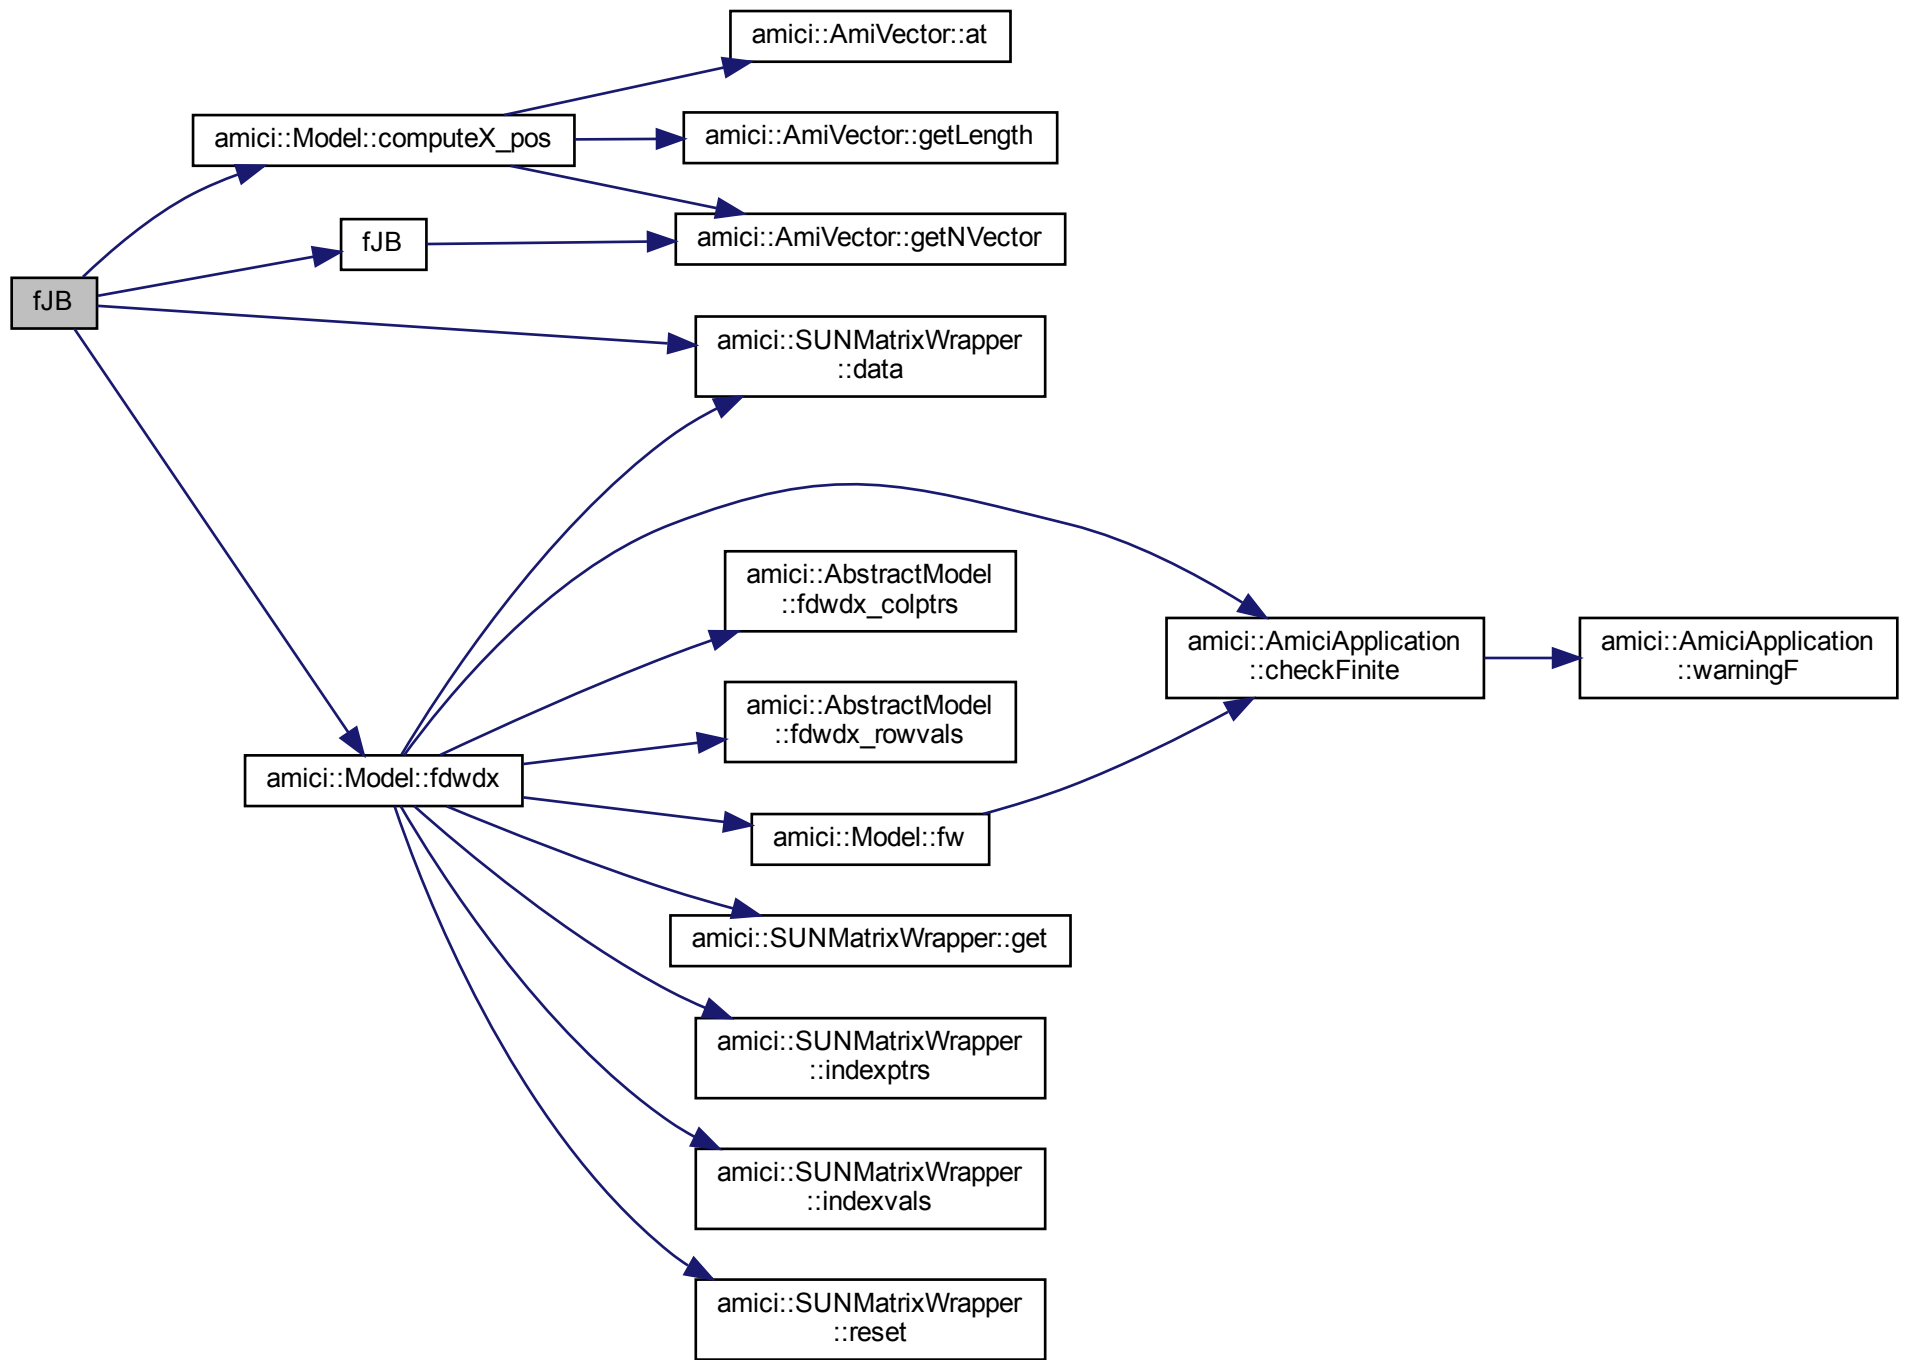 amici::AmiVector::at
amici::Model::computeX_pos
amici::AmiVector::getLength
fJB
amici::AmiVector::getNVector
fJB
amici::SUNMatrixWrapper
::data
amici::AbstractModel
::fdwdx_colptrs
amici::AmiciApplication
::checkFinite
amici::AmiciApplication
::warningF
amici::AbstractModel
::fdwdx_rowvals
amici::Model::fdwdx
amici::Model::fw
amici::SUNMatrixWrapper::get
amici::SUNMatrixWrapper
::indexptrs
amici::SUNMatrixWrapper
::indexvals
amici::SUNMatrixWrapper
::reset